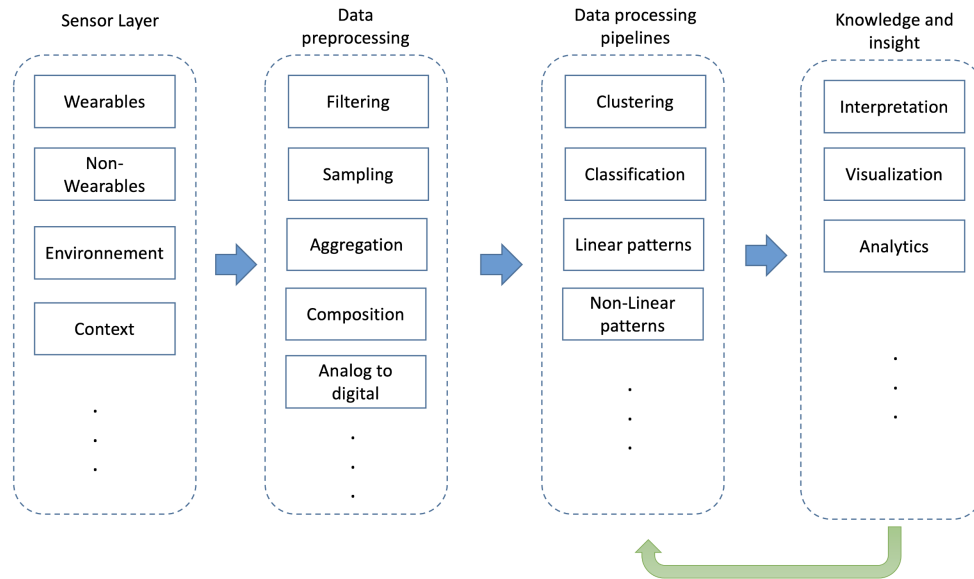 Sensor Layer
Wearables
Non-
Wearables
Environnement
Context
Data
preprocessing
Filtering
Sampling
Aggregation
Composition
Analog to
digital
Data processing
pipelines
Clustering
Classification
Linear patterns
Non-Linear
patterns
Knowledge and
insight
Interpretation
Visualization
Analytics